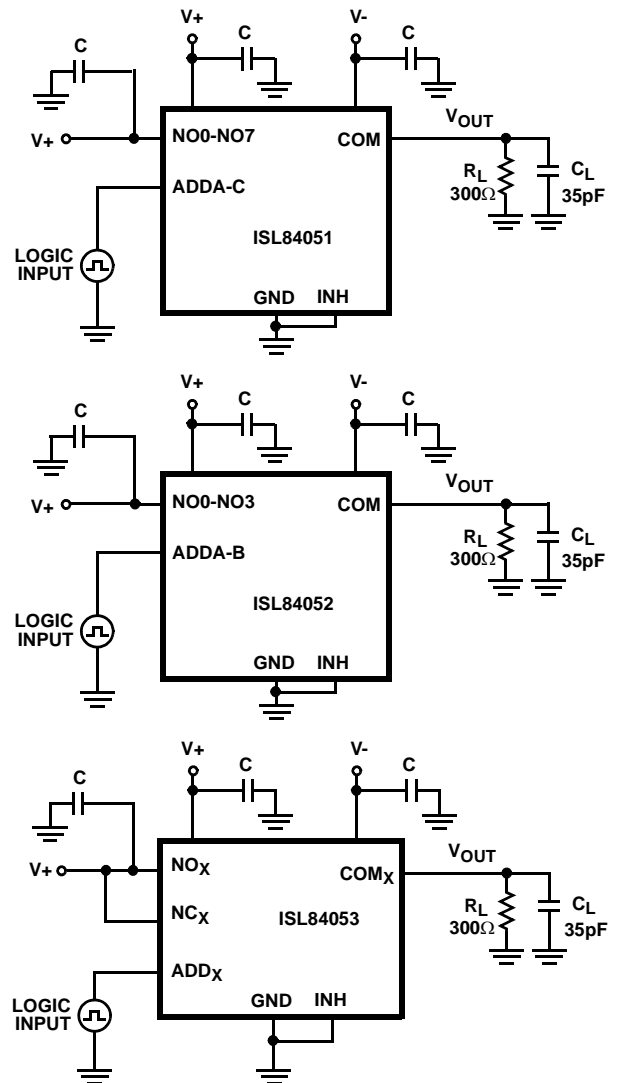 V+
V-
C
C
C
V+
NO0-NO7
COM
VOUT
ADDA-C
RL
300Ω
CL
35pF
ISL84051
LOGIC
INPUT
GND
INH
V+
V-
C
C
C
V+
NO0-NO3
COM
VOUT
ADDA-B
RL
300Ω
CL
35pF
ISL84052
LOGIC
INPUT
GND
INH
V+
V-
C
C
C
V+
NOX
COMX
VOUT
NCX
RL
300Ω
CL
35pF
ISL84053
ADDX
LOGIC
INPUT
GND
INH